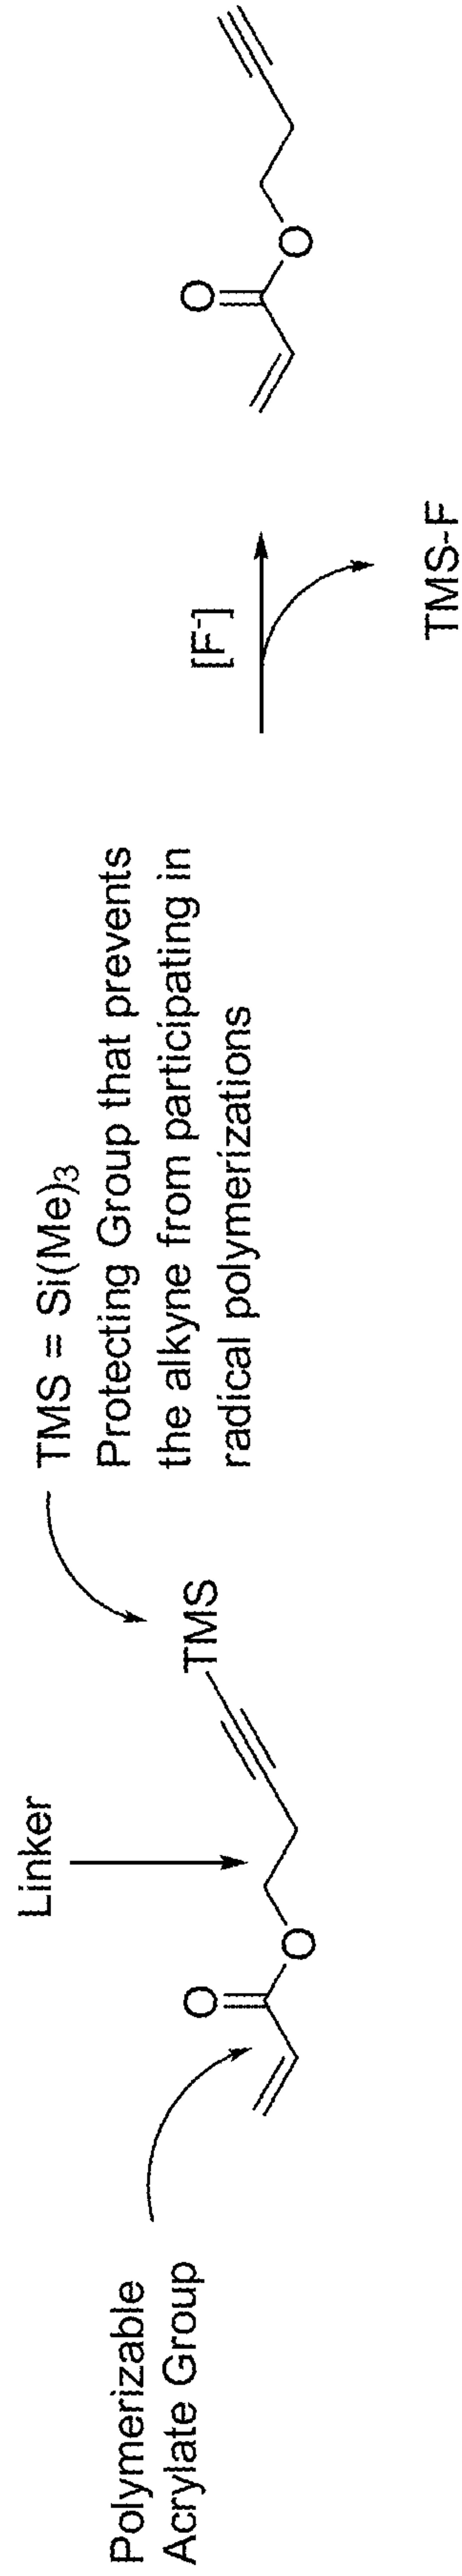 Polymerizable
Acrylate Group
Linker
O
O
TMS
TMS = Si(Me)3
Protecting Group that prevents
the alkyne from participating in
radical polymerizations
[F-]
TMS-F
O
O